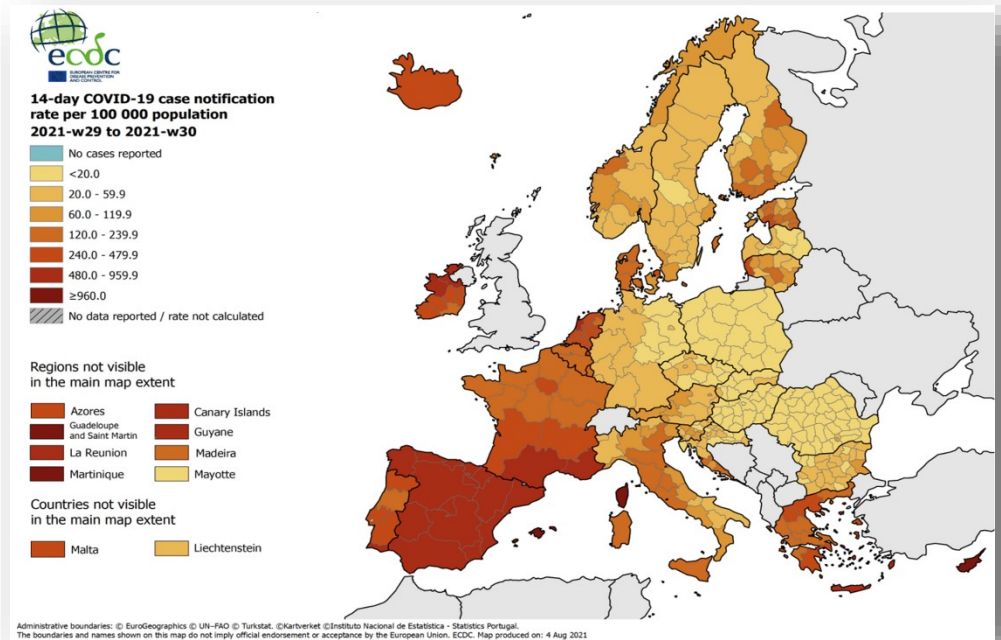 ecdc
EUROPEAN CENTRE FOR
DISEASE PREVENTION
AND CONTROL
14-day COVID-19 case notification
rate per 100 000 population
2021-w29 to 2021-w30
No cases reported
<20.0
20.0 - 59.9
60.0 - 119.9
120.0 - 239.9
240.0 - 479.9
480.0 - 959.9
≥960.0
No data reported / rate not calculated
Regions not visible
in the main map extent
Azores
Canary Islands
Guadeloupe
and Saint Martin
Guyane
La Reunion
Madeira
Martinique
Mayotte
Countries not visible
in the main map extent
Malta
Liechtenstein
Administrative boundaries: © EuroGeographics © UN–FAO © Turkstat. ©Kartverket ©Instituto Nacional de Estatística - Statistics Portugal.
The boundaries and names shown on this map do not imply official endorsement or acceptance by the European Union. ECDC. Map produced on: 4 Aug 2021